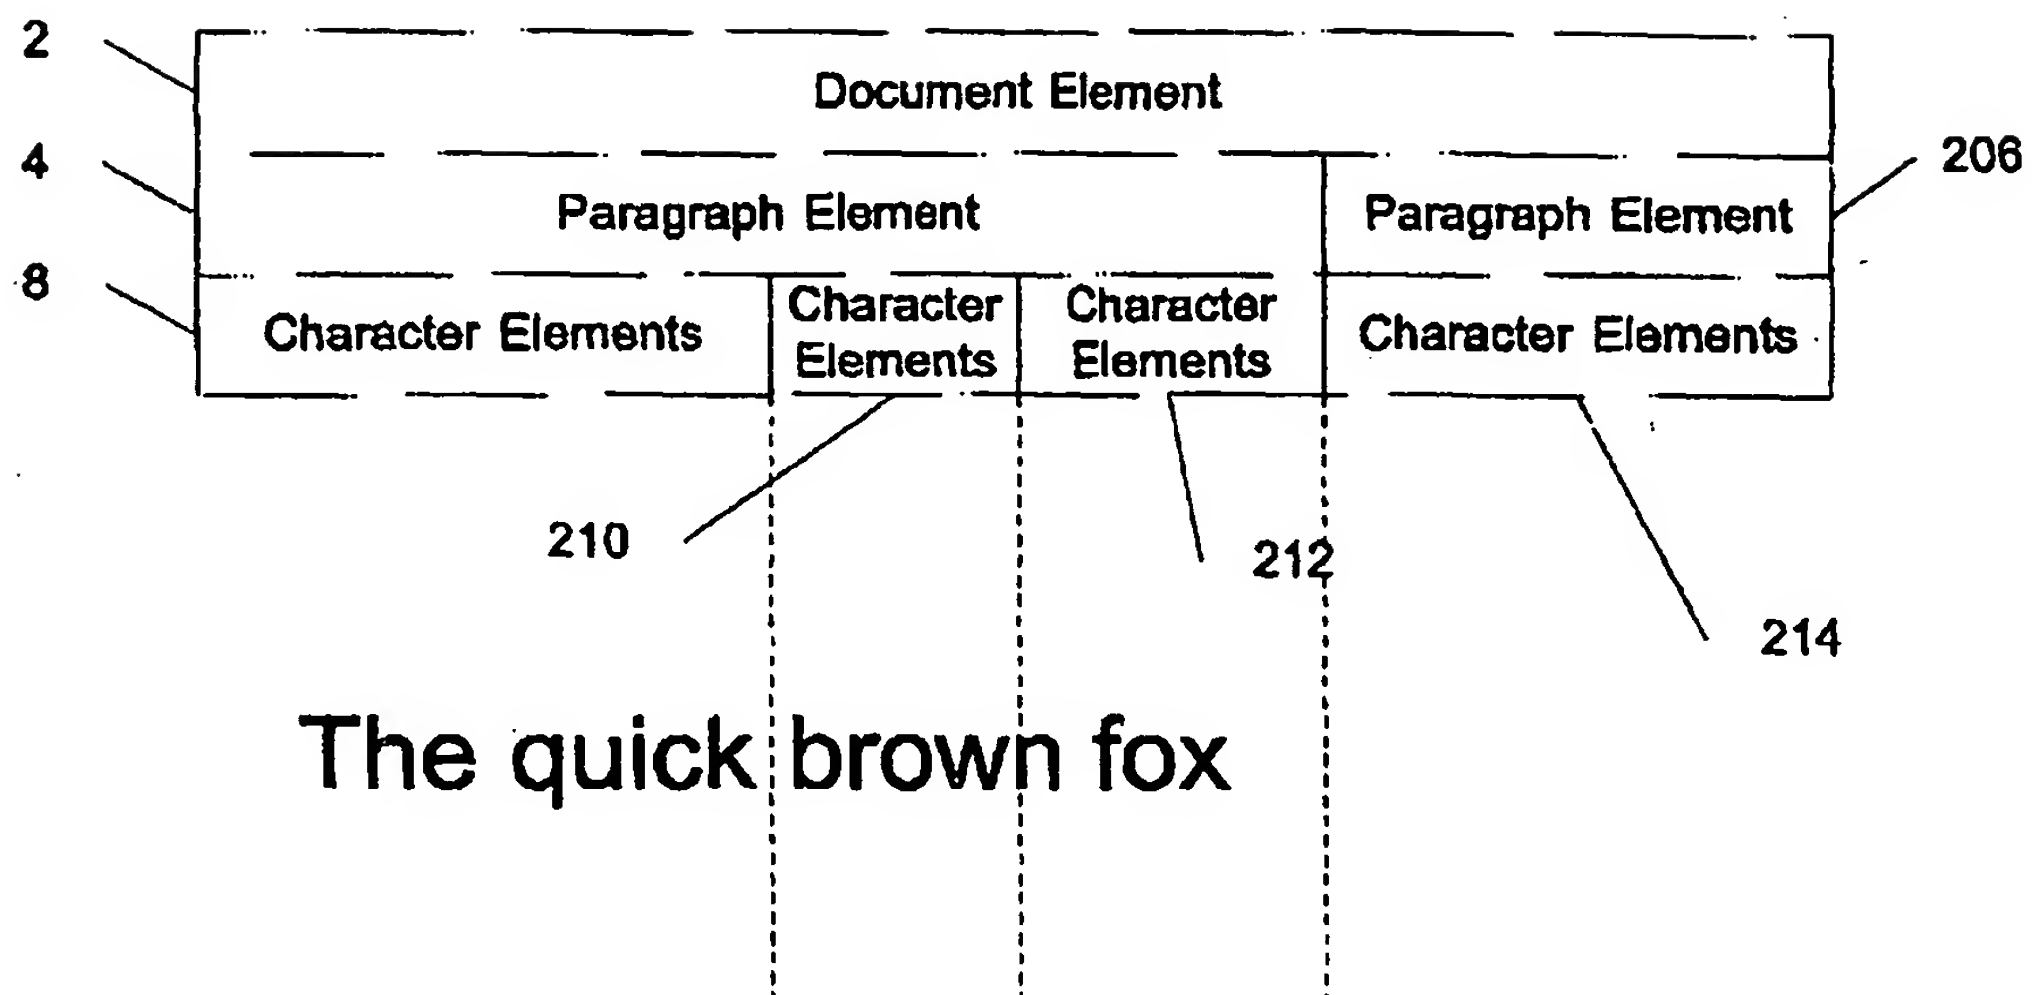 2
Document Element
4
Paragraph Element
Paragraph Element
206
8
Character Elements
Character
Elements
Character
Elements
Character Elements
210
212
214
The quick brown fox